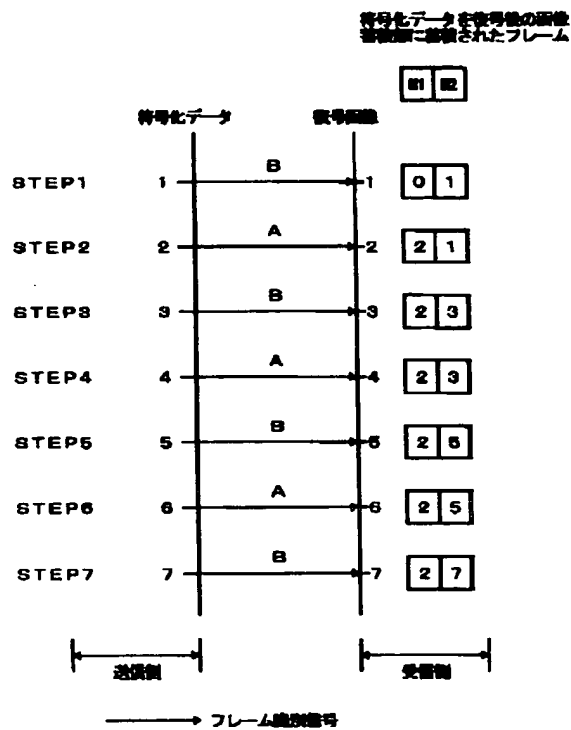 符号化データを復号後の画像
蓄積部に蓄積されたフレーム
M1 M2
符号化データ 復号画像
STEP1 1 B 1 0 1
STEP2 2 A 2 2 1
STEP3 3 B 3 2 3
STEP4 4 A 4 2 3
STEP5 5 B 5 2 5
STEP6 6 A 6 2 5
STEP7 7 B 7 2 7
送信側 受信側
フレーム識別信号